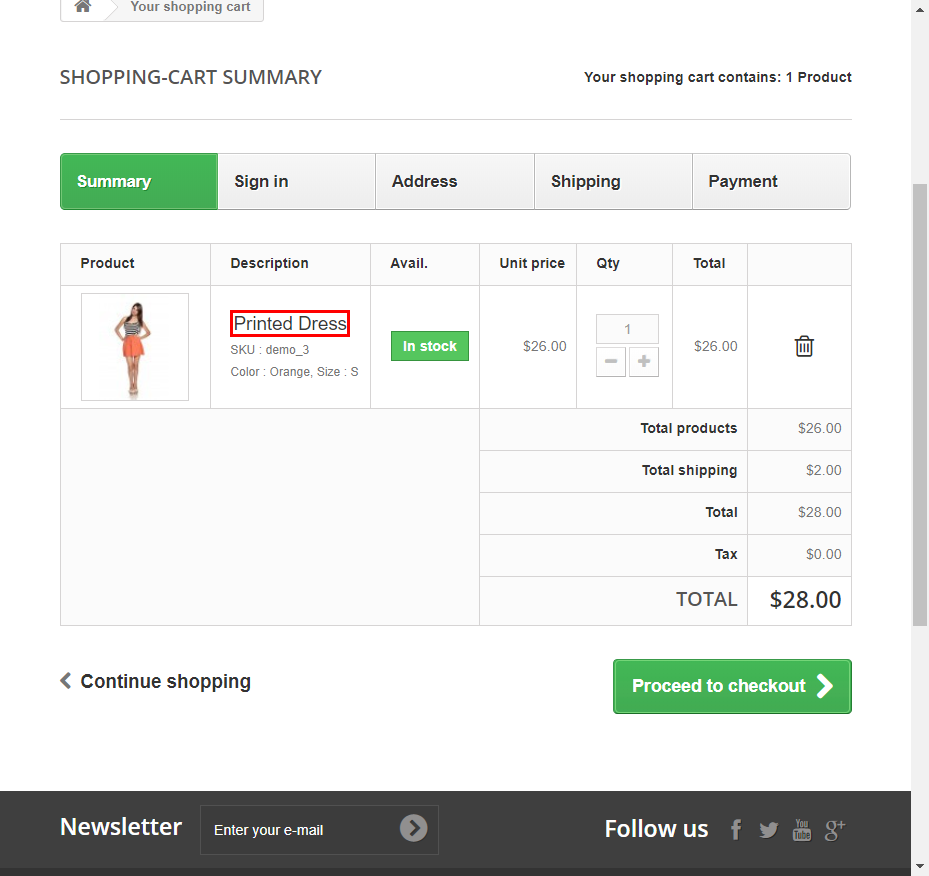 Your shopping cart
SHOPPING-CART SUMMARY
Your shopping cart contains: 1 Product
Summary
Sign in
Address
Shipping
Payment
Product
Description
Avail.
Unit price
Qty
Total
Printed Dress
SKU : demo_3
Color : Orange, Size : S
In stock
$26.00
1
$26.00
Total products
$26.00
Total shipping
$2.00
Total
$28.00
Tax
$0.00
TOTAL
$28.00
Continue shopping
Proceed to checkout
Newsletter
Enter your e-mail
Follow us
You
Tube
g+